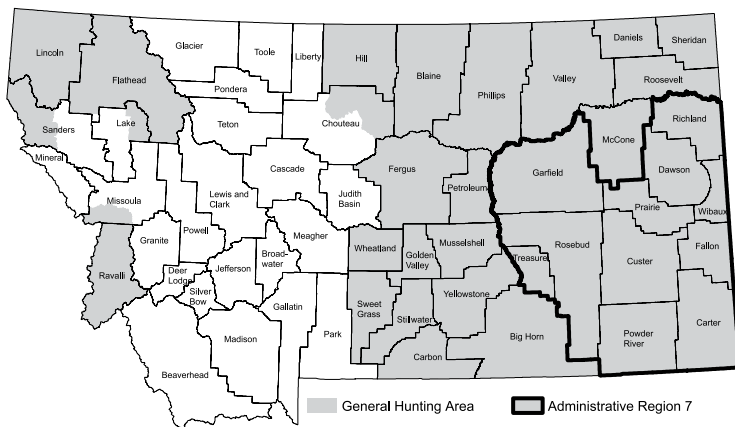 Lincoln
Flathead
Glacier
Toole
Liberty
Hill
Blaine
Phillips
Valley
Daniels
Sheridan
Roosevelt
Pondera
Teton
Chouteau
Sanders
Lake
Mineral
Missoula
Lewis and
Clark
Cascade
Judith
Basin
Fergus
Petroleum
Garfield
McCone
Richland
Dawson
Prairie
Wibaux
Powell
Granite
Ravalli
Deer
Lodge
Silver
Bow
Jefferson
Broad-
water
Meagher
Wheatland
Golden
Valley
Musselshell
Treasure
Rosebud
Custer
Fallon
Gallatin
Park
Sweet
Grass
Stillwater
Yellowstone
Carbon
Big Horn
Powder
River
Carter
Madison
Beaverhead
General Hunting Area
Administrative Region 7